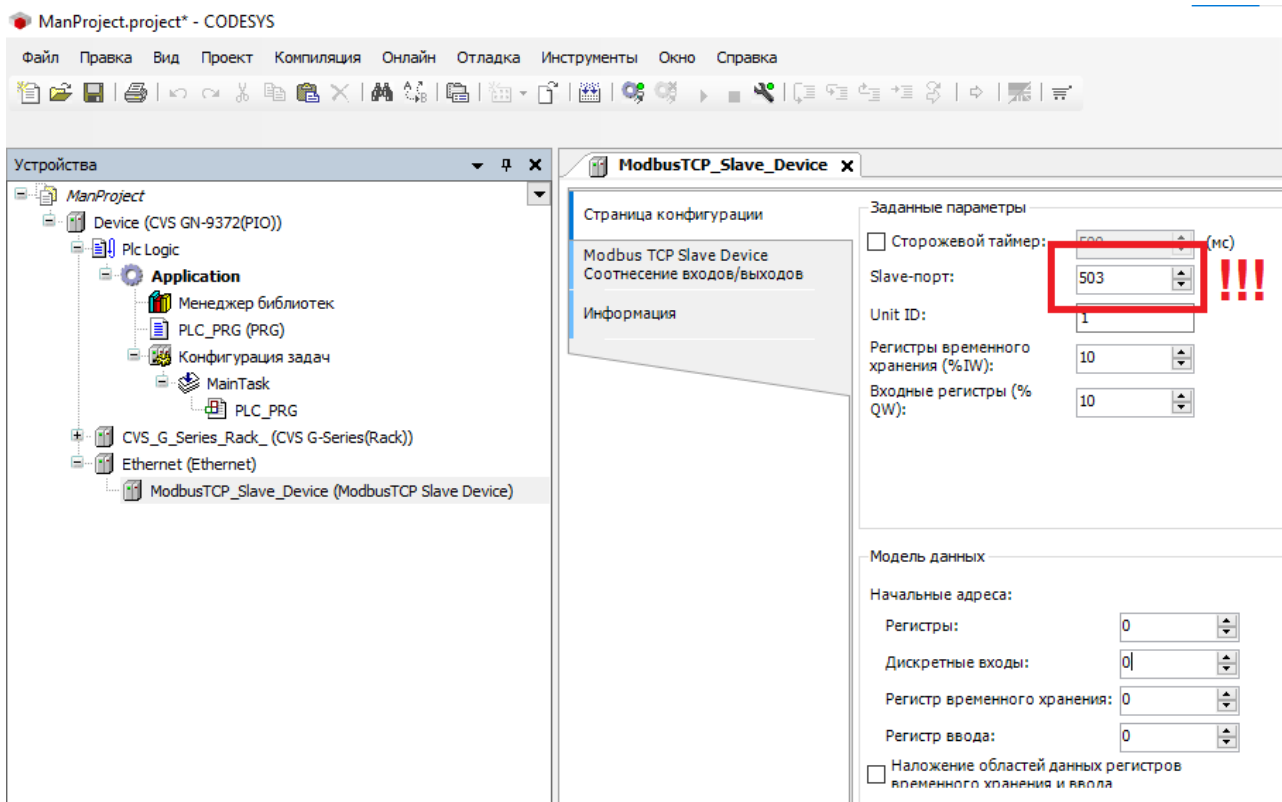 ManProject.project* - CODESYS
Файл Правка Вид Проект Компиляция Онлайн Отладка Инструменты Окно Справка
Устройства
ManProject
Device (CVS GN-9372(PIO))
Plc Logic
Application
Менеджер библиотек
PLC_PRG (PRG)
Конфигурация задач
MainTask
PLC_PRG
CVS_G_Series_Rack_ (CVS G-Series(Rack))
Ethernet (Ethernet)
ModbusTCP_Slave_Device (ModbusTCP Slave Device)
ModbusTCP_Slave_Device
Страница конфигурации
Modbus TCP Slave Device
Соотнесение входов/выходов
Информация
Заданные параметры
Сторожевой таймер: 500 (мс)
Slave-порт: 503 !!!
Unit ID: 1
Регистры временного
хранения (%IW): 10
Входные регистры (%
QW): 10
Модель данных
Начальные адреса:
Регистры: 0
Дискретные входы: 0
Регистр временного хранения: 0
Регистр ввода: 0
Наложение областей данных регистров
временного хранения и ввода